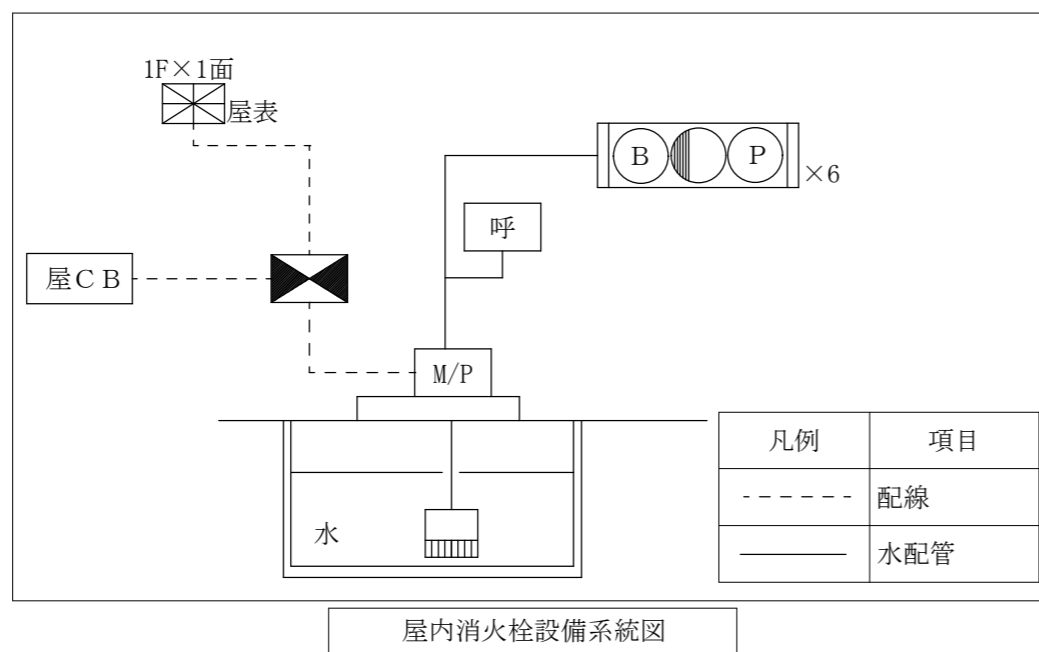 1F×1面
屋表
B P
×6
呼
屋CB
M/P
水
凡例 項目
配線
水配管
屋内消火栓設備系統図